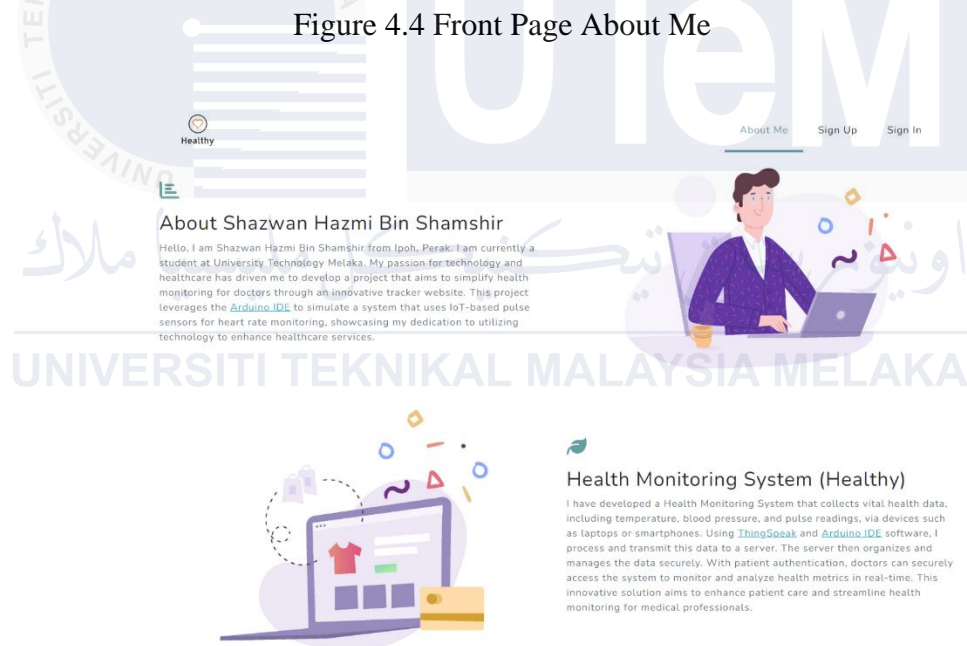 Figure 4.4 Front Page About Me
UTeM
Healthy
About Me Sign Up Sign In
About Shazwan Hazmi Bin Shamshir
Hello, I am Shazwan Hazmi Bin Shamshir from Ipoh, Perak. I am currently a
student at University Technology Melaka. My passion for technology and
healthcare has driven me to develop a project that aims to simplify health
monitoring for doctors through an innovative tracker website. This project
leverages the Arduino IDE to simulate a system that uses IoT-based pulse
sensors for heart rate monitoring, showcasing my dedication to utilizing
technology to enhance healthcare services.
UNIVERSITI TEKNIKAL MALAYSIA MELAKA
Health Monitoring System (Healthy)
I have developed a Health Monitoring System that collects vital health data,
including temperature, blood pressure, and pulse readings, via devices such
as laptops or smartphones. Using ThingSpeak and Arduino IDE software, I
process and transmit this data to a server. The server then organizes and
manages the data securely. With patient authentication, doctors can securely
access the system to monitor and analyze health metrics in real-time. This
innovative solution aims to enhance patient care and streamline health
monitoring for medical professionals.